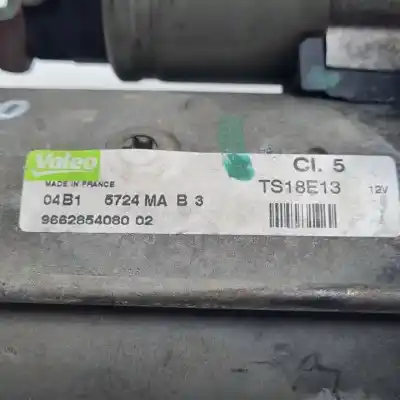 Valeo
MADE IN FRANCE
Cl. 5
TS18E13 12V
04B1 5724 MA B 3
9662854080 02